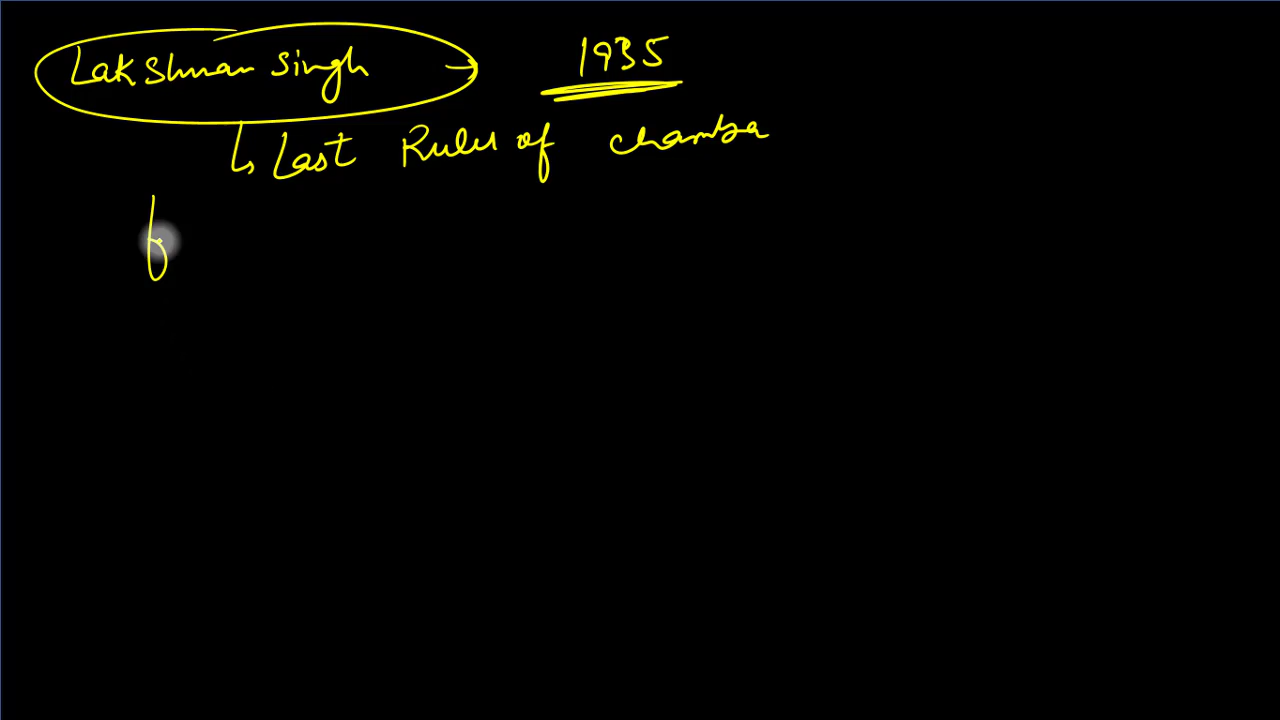 Lakshman Singh → 1935
↳ Last Ruler of Chamba